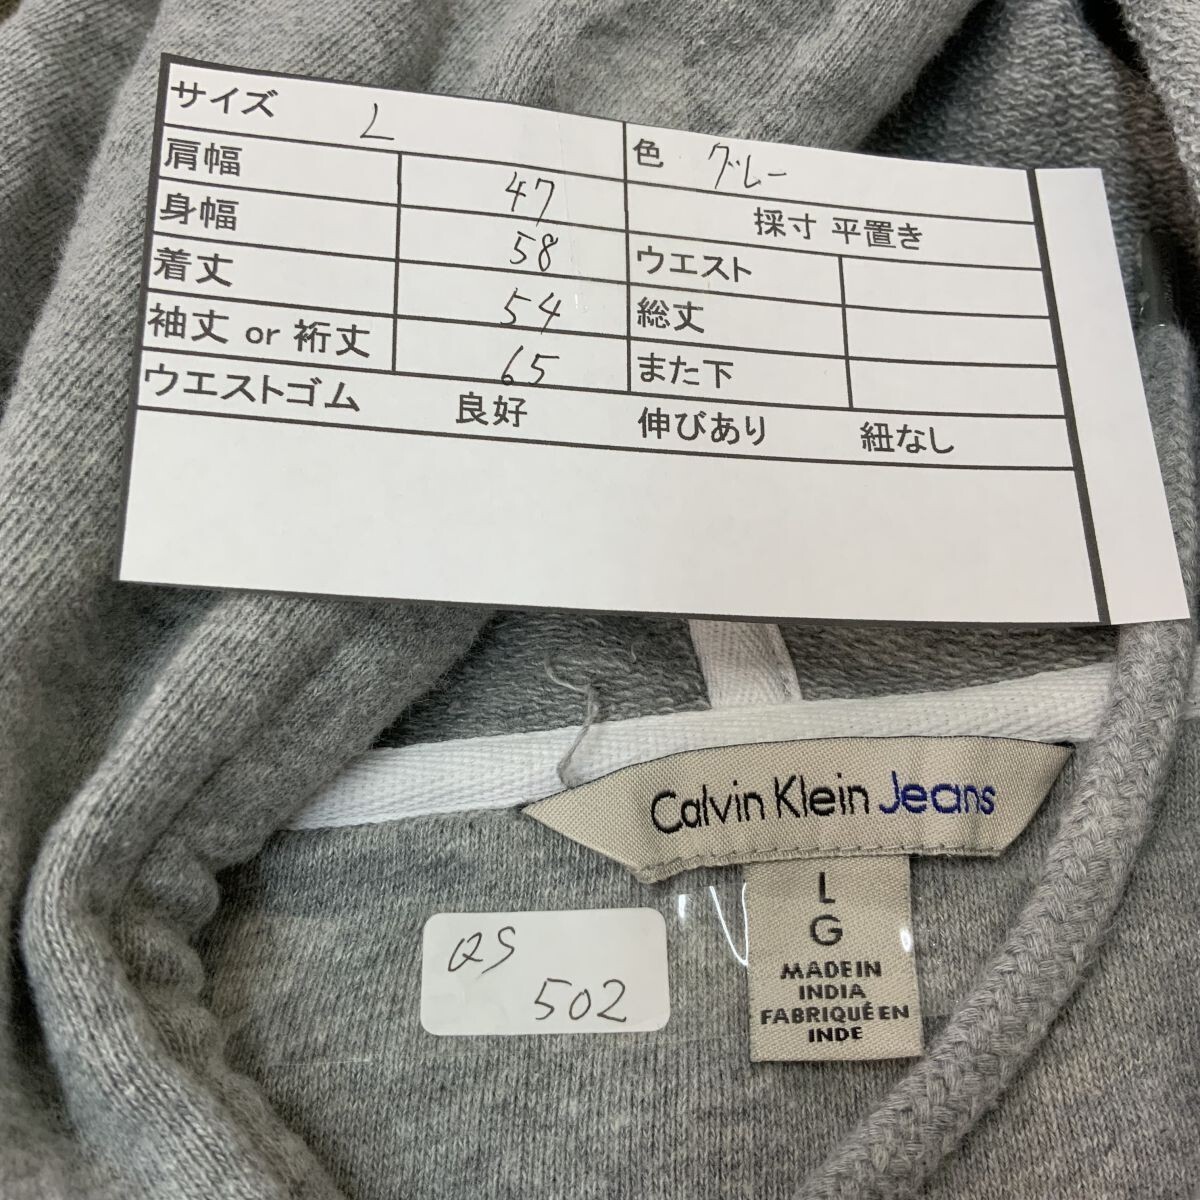 サイズ L 色 グレー
肩幅 47 採寸 平置き
身幅 58 ウエスト
着丈 54 総丈
袖丈 or 裄丈 65 また下
ウエストゴム 良好 伸びあり 紐なし
Calvin Klein Jeans
L
G
MADE IN
INDIA
FABRIQUÉ EN
INDE
QS
502